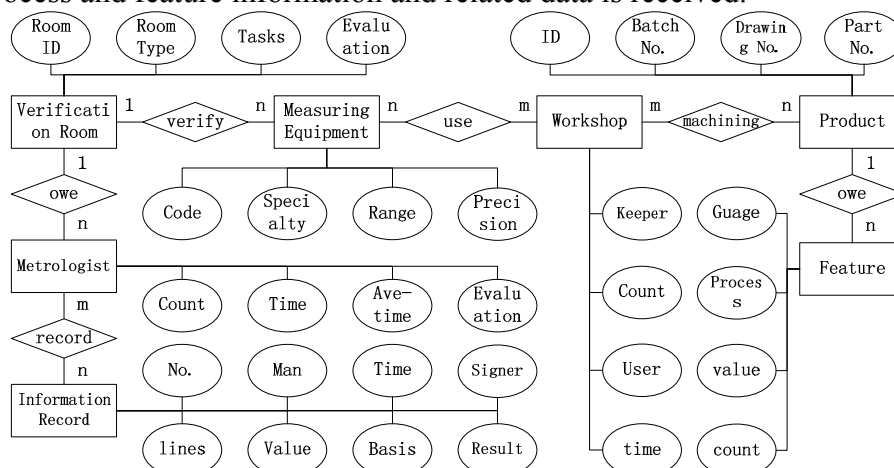 ocess and feature information and related data is received.
Room
ID
Room
Type
Tasks
Evalu
ation
ID
Batch
No.
Drawin
g No.
Part
No.
Verificati
on Room
1
verify
n
Measuring
Equipment
n
use
m
Workshop
m
machining
n
Product
1
owe
n
Code
Speci
alty
Range
Preci
sion
Keeper
Guage
1
owe
n
Metrologist
Count
Time
Ave-
time
Evalu
ation
Count
Proces
s
Feature
m
record
n
No.
Man
Time
Signer
User
value
Information
Record
lines
Value
Basis
Result
time
count